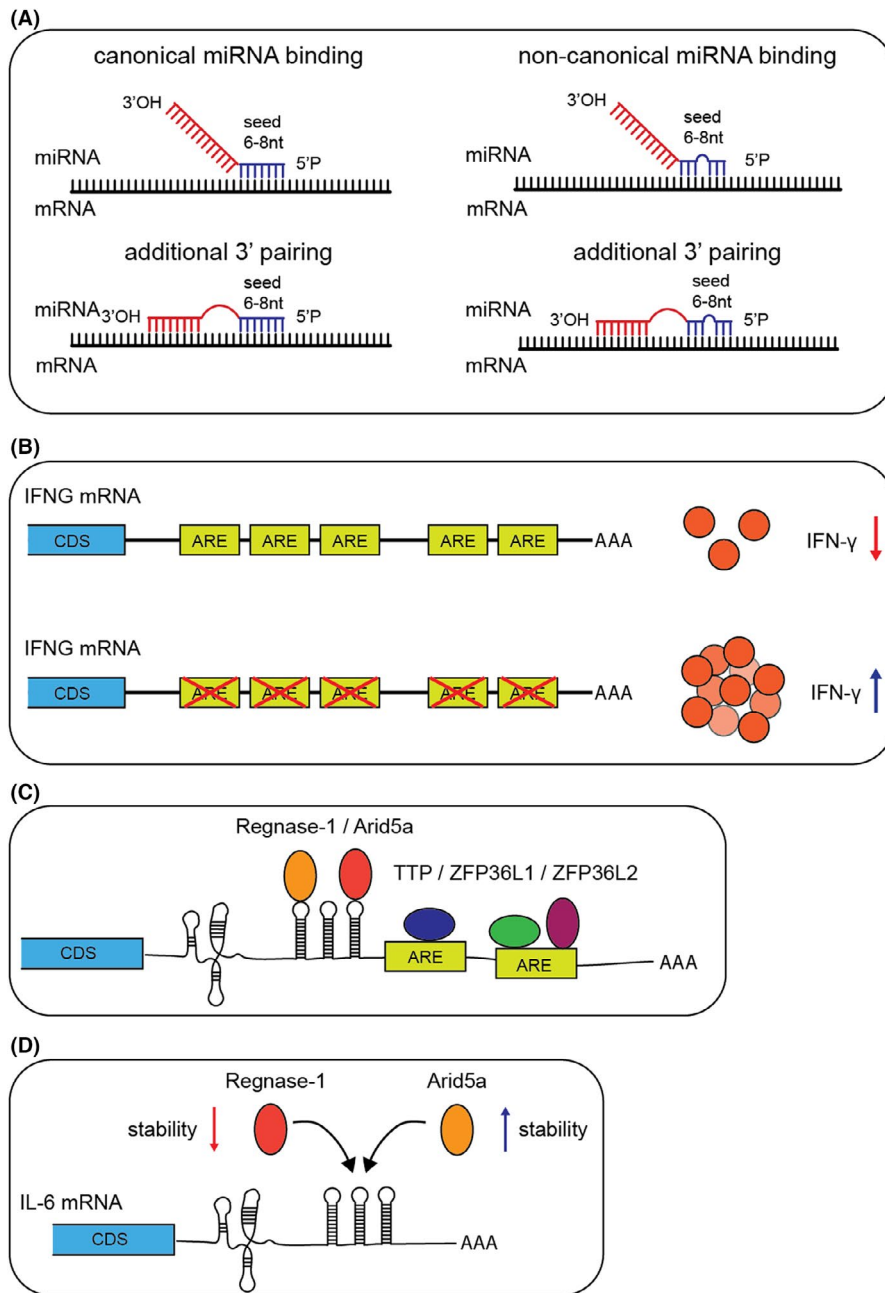 (A)
canonical miRNA binding
3'OH
seed
6-8nt
5'P
miRNA
mRNA
additional 3' pairing
miRNA
3'OH
seed
6-8nt
5'P
mRNA
non-canonical miRNA binding
3'OH
seed
6-8nt
5'P
miRNA
mRNA
additional 3' pairing
miRNA
3'OH
seed
6-8nt
5'P
mRNA
(B)
IFNG mRNA
CDS ARE ARE ARE ARE ARE AAA
IFN-γ
IFNG mRNA
CDS ARE ARE ARE ARE ARE AAA
IFN-γ
(C)
Regnase-1 / Arid5a
TTP / ZFP36L1 / ZFP36L2
CDS ARE ARE AAA
(D)
Regnase-1 Arid5a
stability stability
IL-6 mRNA
CDS AAA